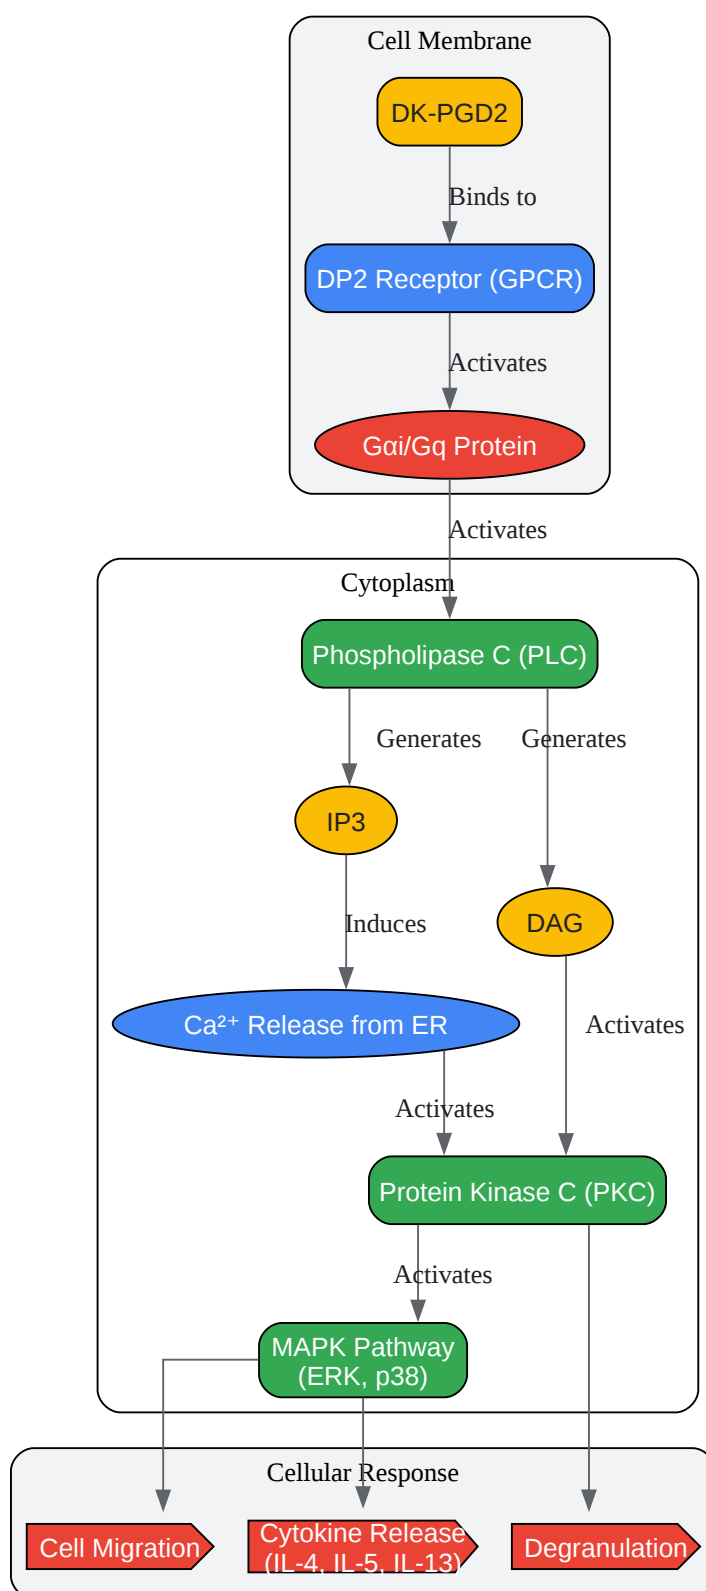 Cell Membrane
DK-PGD2
Binds to
DP2 Receptor (GPCR)
Activates
Gαi/Gq Protein
Activates
Cytoplasm
Phospholipase C (PLC)
Generates
Generates
IP3
Induces
DAG
Ca²⁺ Release from ER
Activates
Activates
Protein Kinase C (PKC)
Activates
MAPK Pathway
(ERK, p38)
Cellular Response
Cell Migration
Cytokine Release
(IL-4, IL-5, IL-13)
Degranulation